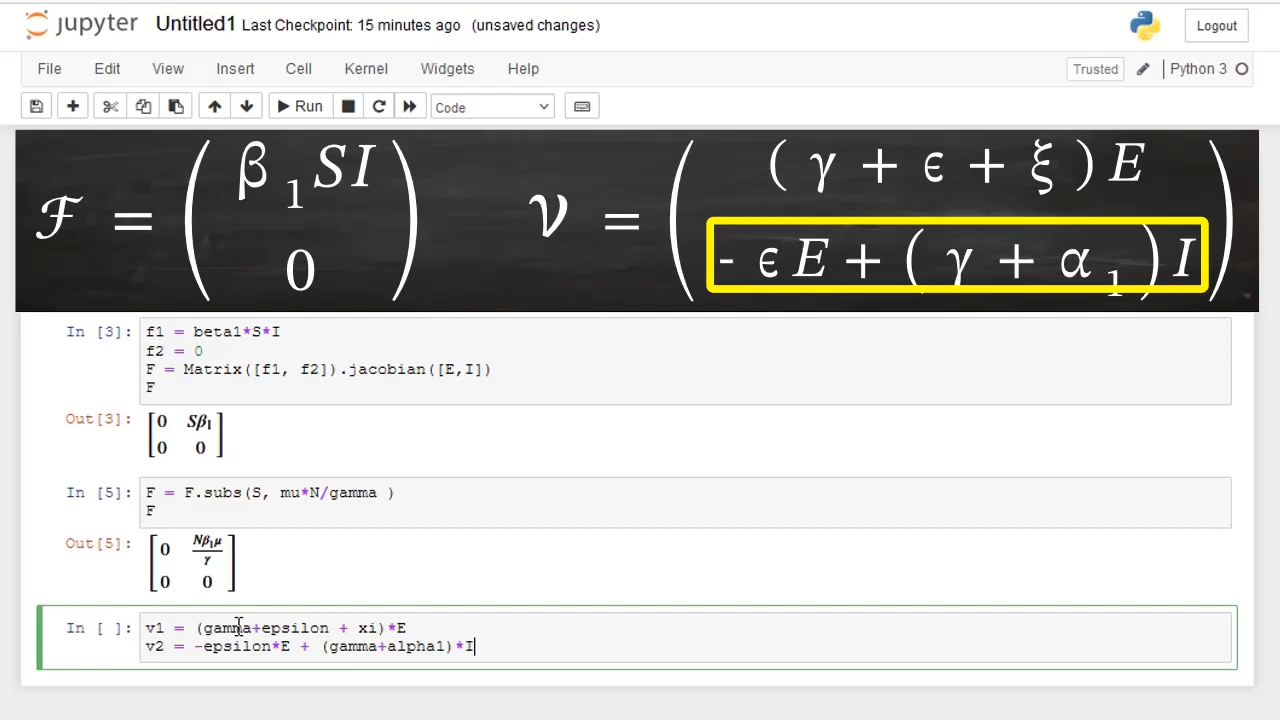 jupyter Untitled1 Last Checkpoint: 15 minutes ago (unsaved changes) Logout
File Edit View Insert Cell Kernel Widgets Help Trusted Python 3
Run Code
ℱ = ( β₁SI 0 ) ν = ( (γ + ϵ + ξ)E - ϵE + (γ + α₁)I )
In [3]: f1 = beta1*S*I
f2 = 0
F = Matrix([f1, f2]).jacobian([E,I])
F
Out[3]: [0 Sβ₁
0 0]
In [5]: F = F.subs(S, mu*N/gamma )
F
Out[5]: [0 Nβ₁μ/γ
0 0]
In [ ]: v1 = (gamma+epsilon + xi)*E
v2 = -epsilon*E + (gamma+alpha1)*I